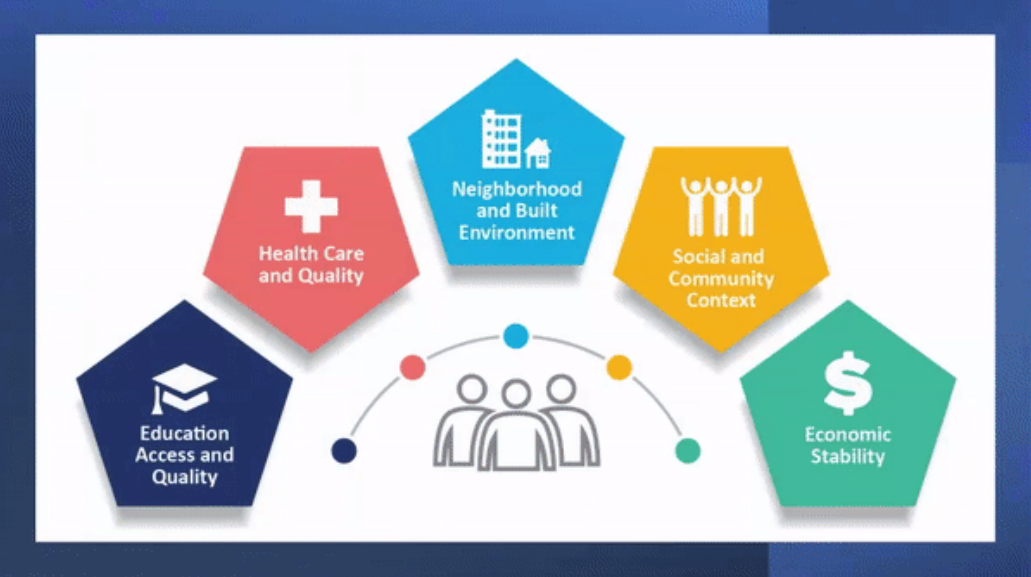 Education
Access and
Quality
Health Care
and Quality
Neighborhood
and Built
Environment
Social and
Community
Context
$
Economic
Stability